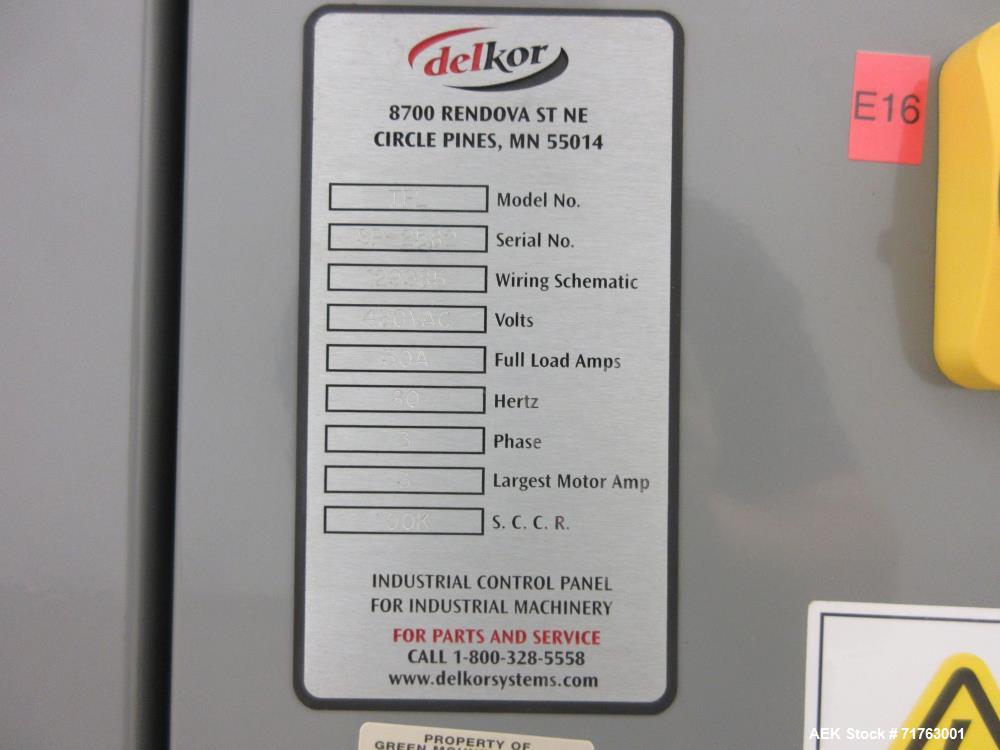 delkor
8700 RENDOVA ST NE
CIRCLE PINES, MN 55014
E16
Model No.
Serial No.
Wiring Schematic
Volts
Full Load Amps
Hertz
3 Phase
Largest Motor Amp
S. C. C. R.
INDUSTRIAL CONTROL PANEL
FOR INDUSTRIAL MACHINERY
FOR PARTS AND SERVICE
CALL 1-800-328-5558
www.delkorsystems.com
PROPERTY OF
GREEN
AEK Stock # 71763001